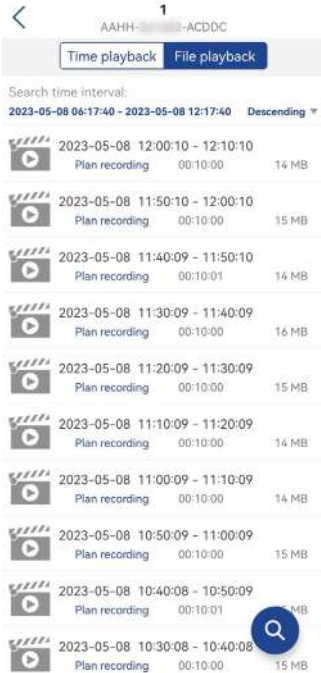 1
AAHH- -ACDDC
Time playback File playback
Search time interval:
2023-05-08 06:17:40 - 2023-05-08 12:17:40 Descending
2023-05-08 12:00:10 - 12:10:10
Plan recording 00:10:00 14 MB
2023-05-08 11:50:10 - 12:00:10
Plan recording 00:10:00 15 MB
2023-05-08 11:40:09 - 11:50:10
Plan recording 00:10:01 14 MB
2023-05-08 11:30:09 - 11:40:09
Plan recording 00:10:00 16 MB
2023-05-08 11:20:09 - 11:30:09
Plan recording 00:10:00 15 MB
2023-05-08 11:10:09 - 11:20:09
Plan recording 00:10:00 14 MB
2023-05-08 11:00:09 - 11:10:09
Plan recording 00:10:00 14 MB
2023-05-08 10:50:09 - 11:00:09
Plan recording 00:10:00 15 MB
2023-05-08 10:40:08 - 10:50:09
Plan recording 00:10:01 MB
2023-05-08 10:30:08 - 10:40:08
Plan recording 00:10:00 15 MB